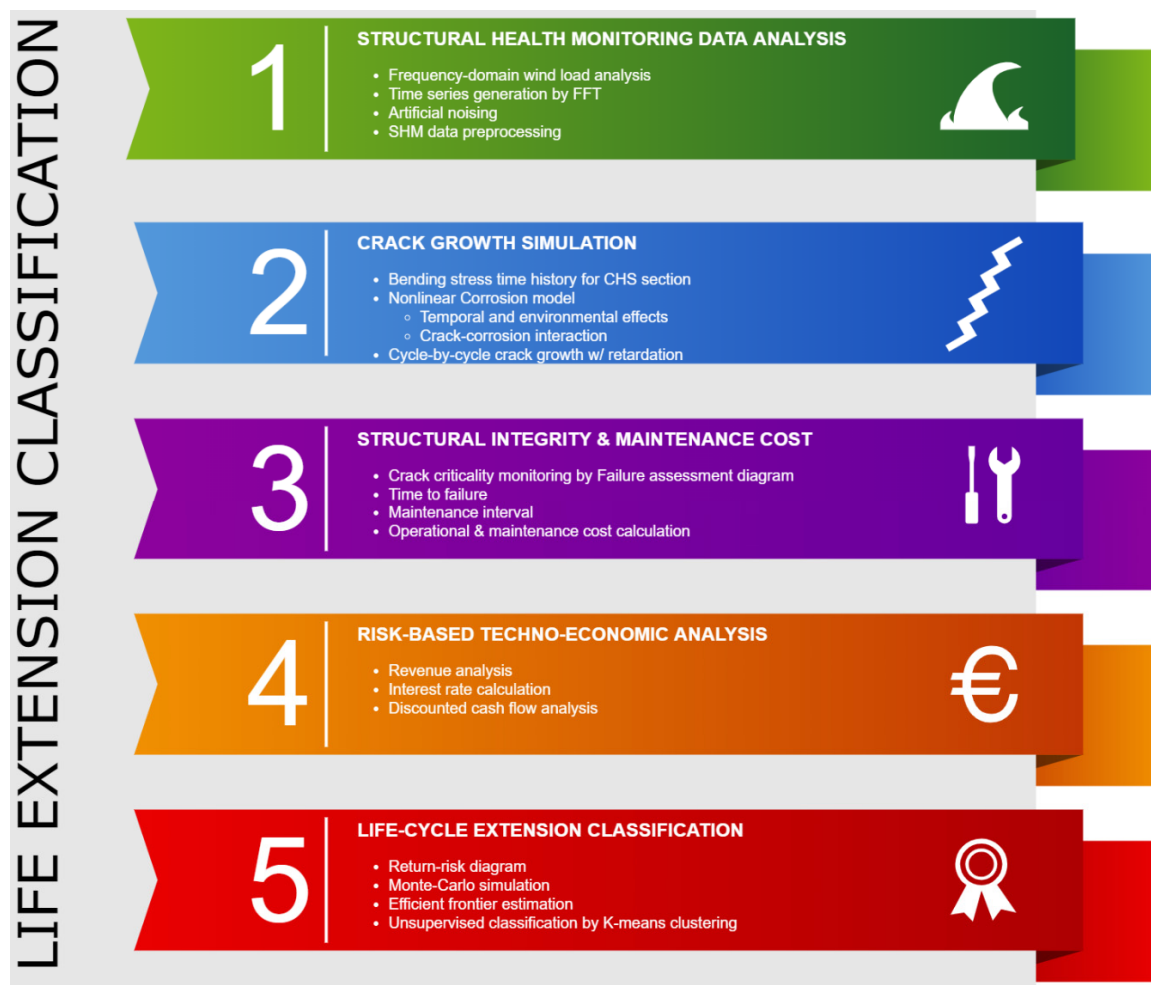 LIFE EXTENSION CLASSIFICATION
1
STRUCTURAL HEALTH MONITORING DATA ANALYSIS
• Frequency-domain wind load analysis
• Time series generation by FFT
• Artificial noising
• SHM data preprocessing
2
CRACK GROWTH SIMULATION
• Bending stress time history for CHS section
• Nonlinear Corrosion model
◦ Temporal and environmental effects
◦ Crack-corrosion interaction
• Cycle-by-cycle crack growth w/ retardation
3
STRUCTURAL INTEGRITY & MAINTENANCE COST
• Crack criticality monitoring by Failure assessment diagram
• Time to failure
• Maintenance interval
• Operational & maintenance cost calculation
4
RISK-BASED TECHNO-ECONOMIC ANALYSIS
• Revenue analysis
• Interest rate calculation
• Discounted cash flow analysis
€
5
LIFE-CYCLE EXTENSION CLASSIFICATION
• Return-risk diagram
• Monte-Carlo simulation
• Efficient frontier estimation
• Unsupervised classification by K-means clustering